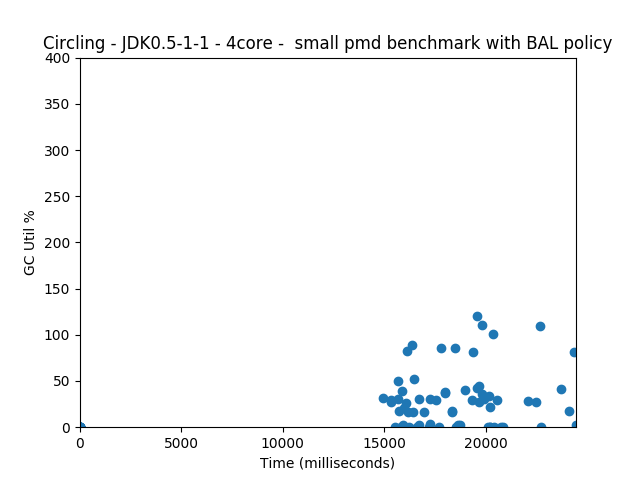 Circling - JDK0.5-1-1 - 4core -  small pmd benchmark with BAL policy
400
350
300
250
200
150
100
50
0
GC Util %
0 5000 10000 15000 20000
Time (milliseconds)